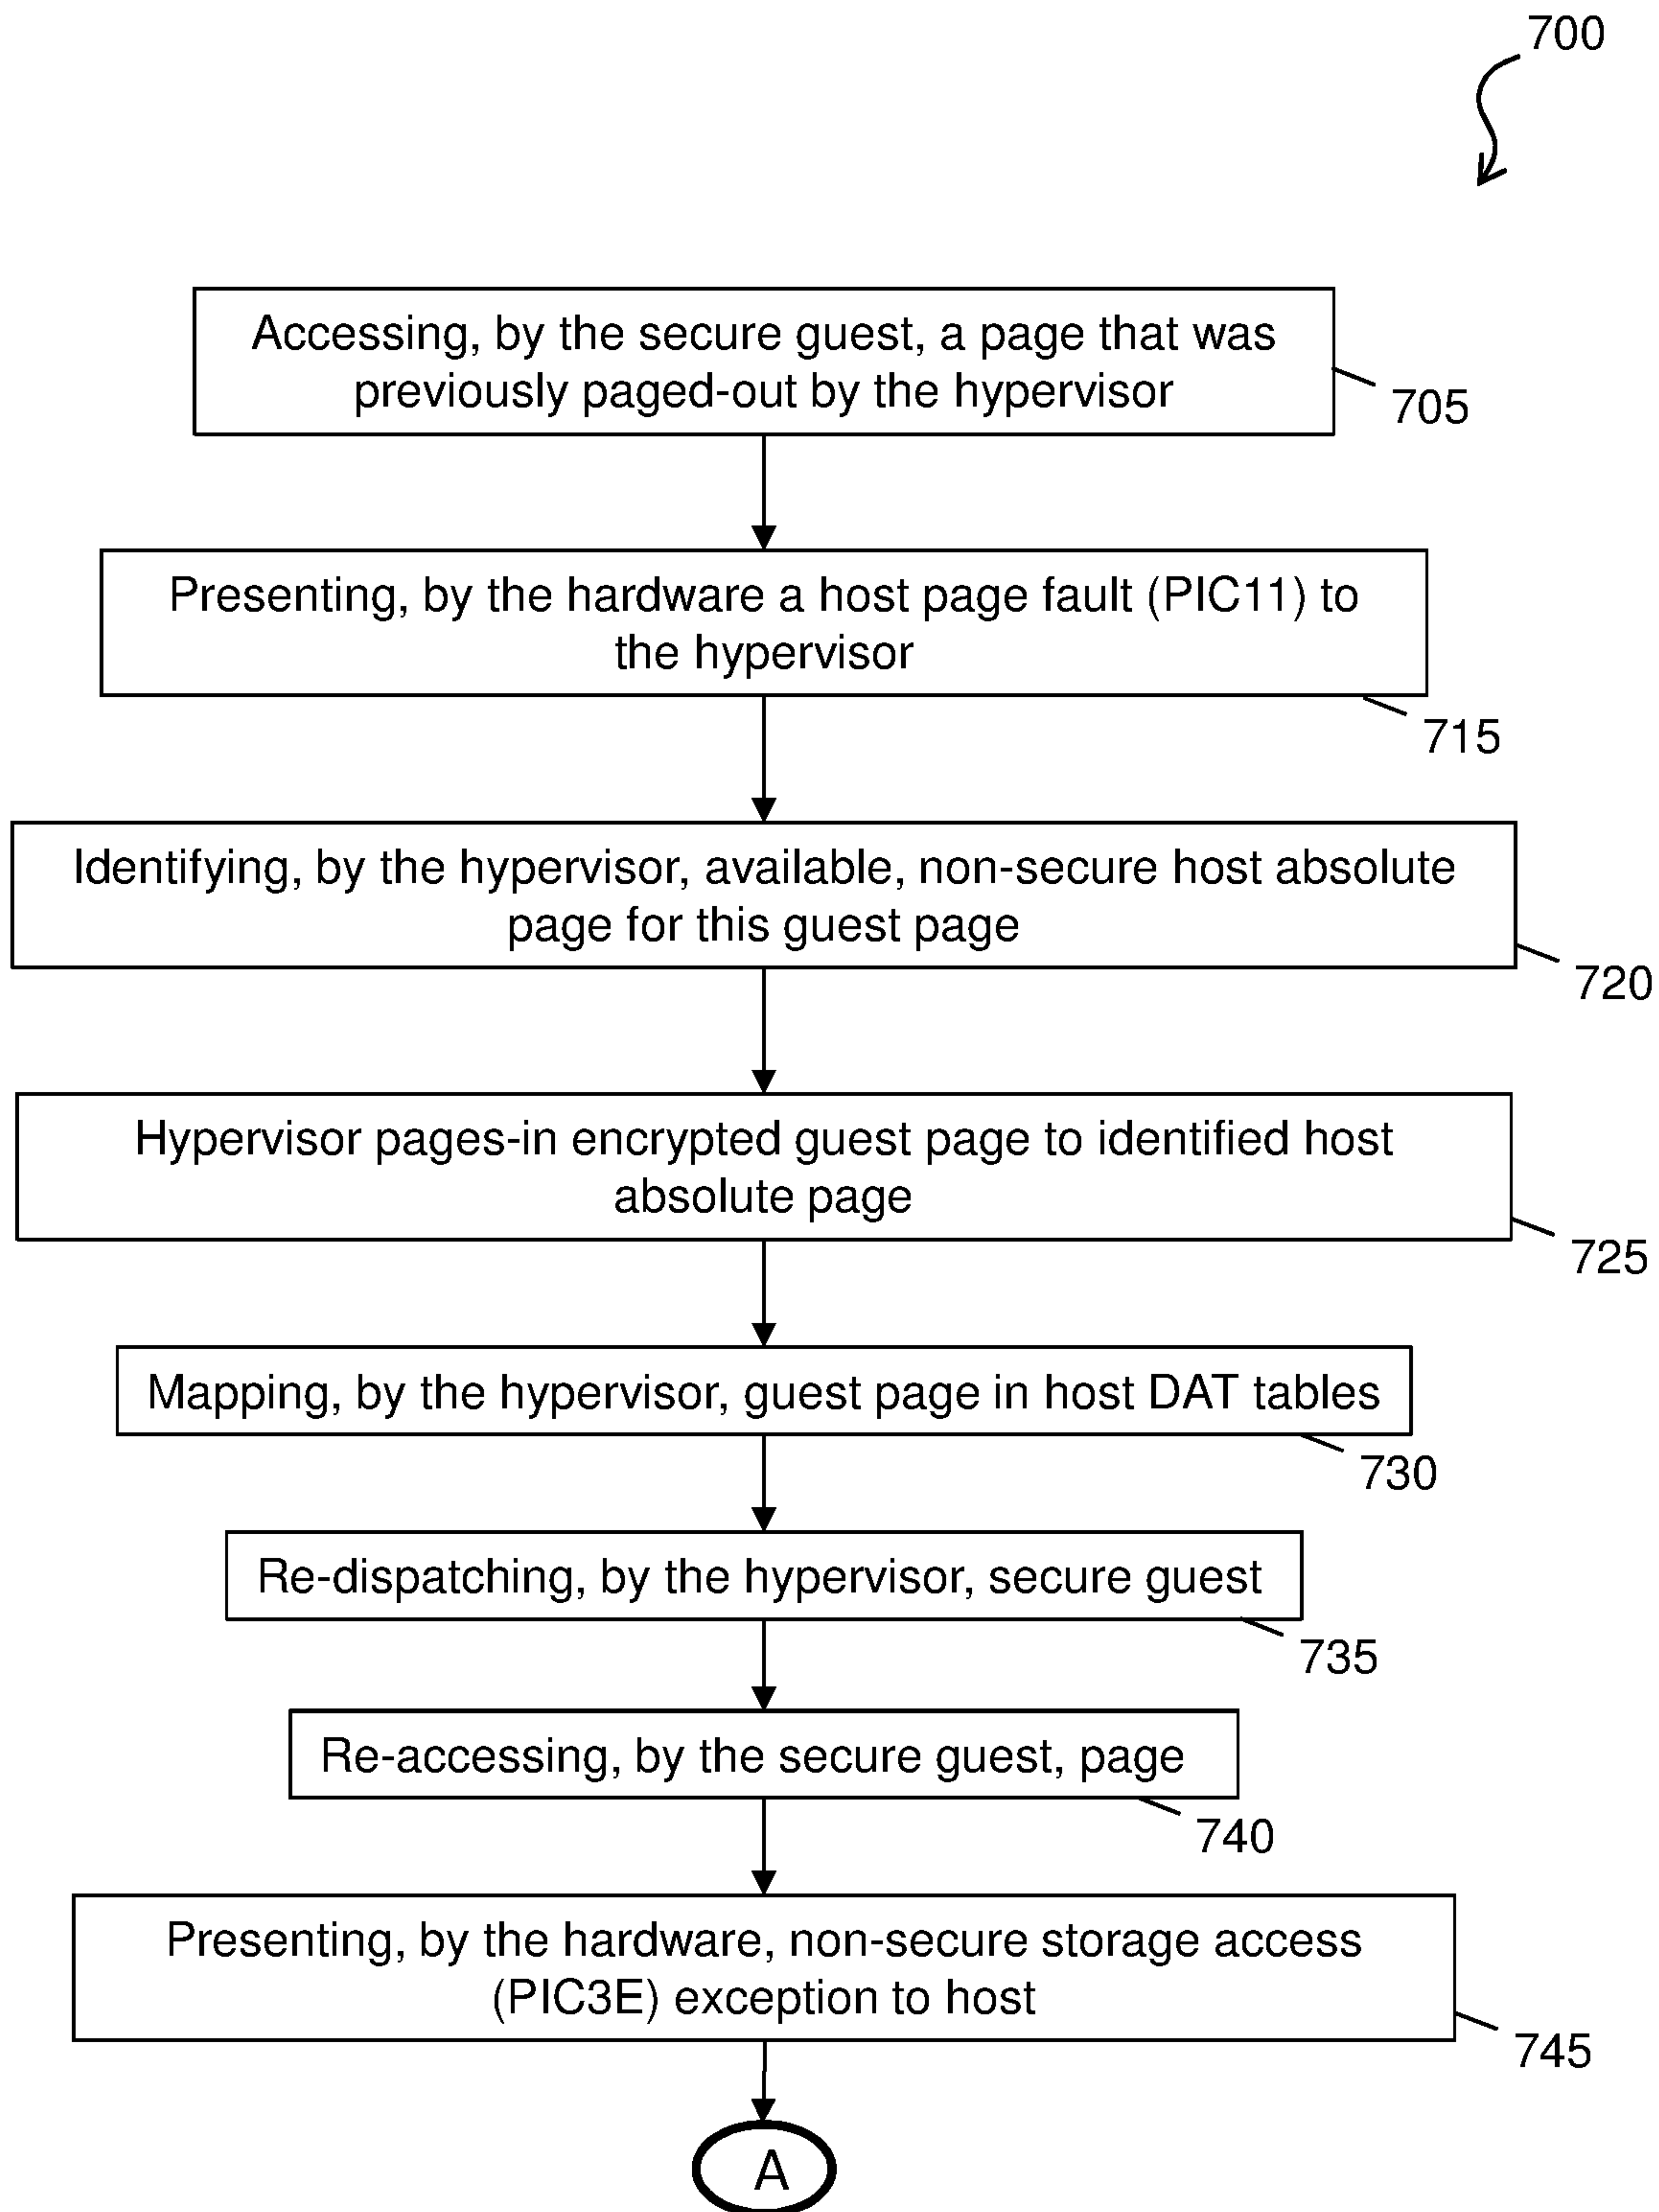 700
Accessing, by the secure guest, a page that was
previously paged-out by the hypervisor
705
Presenting, by the hardware a host page fault (PIC11) to
the hypervisor
715
Identifying, by the hypervisor, available, non-secure host absolute
page for this guest page
720
Hypervisor pages-in encrypted guest page to identified host
absolute page
725
Mapping, by the hypervisor, guest page in host DAT tables
730
Re-dispatching, by the hypervisor, secure guest
735
Re-accessing, by the secure guest, page
740
Presenting, by the hardware, non-secure storage access
(PIC3E) exception to host
745
A